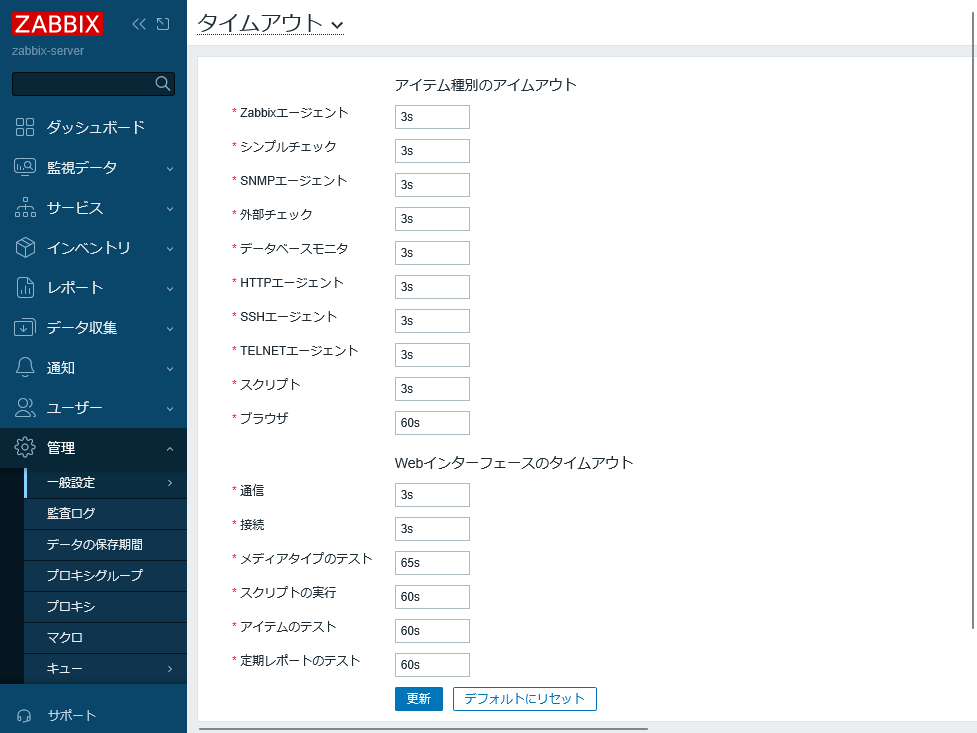 ZABBIX
zabbix-server
ダッシュボード
監視データ
サービス
インベントリ
レポート
データ収集
通知
ユーザー
管理
一般設定
監査ログ
データの保存期間
プロキシグループ
プロキシ
マクロ
キュー
サポート
タイムアウト
アイテム種別のアイムアウト
* Zabbixエージェント 3s
* シンプルチェック 3s
* SNMPエージェント 3s
* 外部チェック 3s
* データベースモニタ 3s
* HTTPエージェント 3s
* SSHエージェント 3s
* TELNETエージェント 3s
* スクリプト 3s
* ブラウザ 60s
Webインターフェースのタイムアウト
* 通信 3s
* 接続 3s
* メディアタイプのテスト 65s
* スクリプトの実行 60s
* アイテムのテスト 60s
* 定期レポートのテスト 60s
更新 デフォルトにリセット